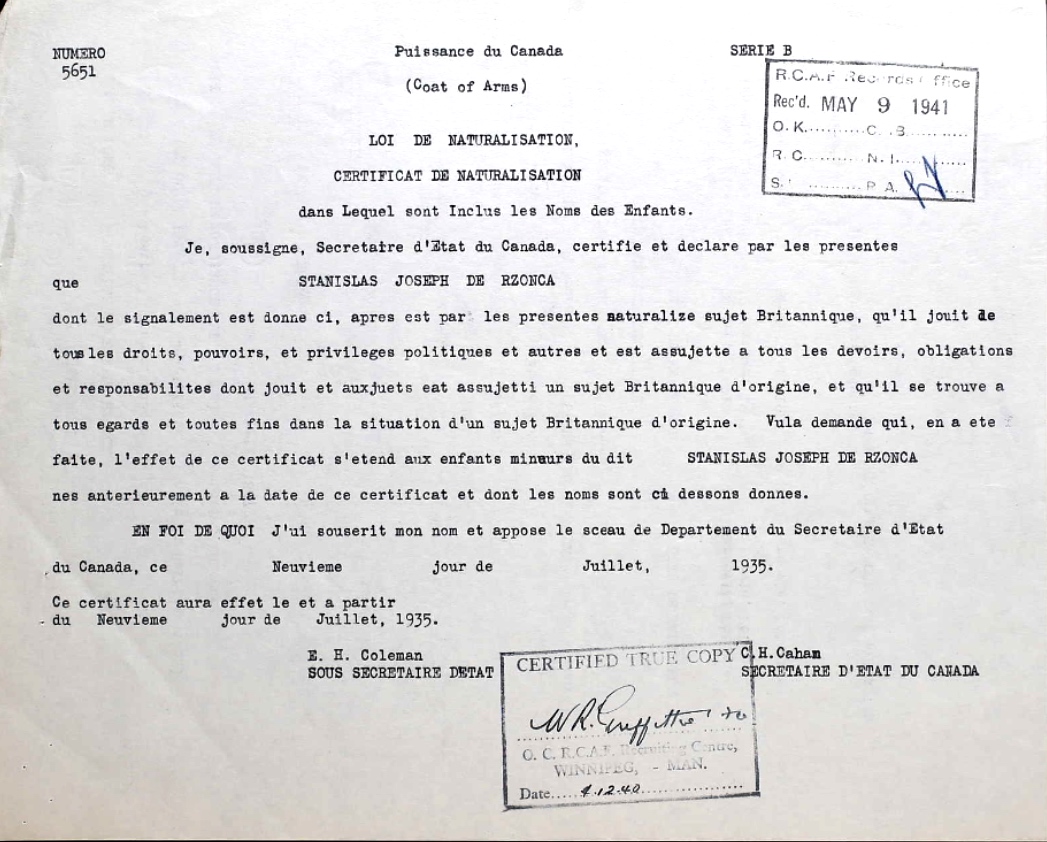 NUMERO
5651
Puissance du Canada
SERIE B
(Coat of Arms)
R.C.A.F Records Office
Rec'd. MAY 9 1941
O.K. C. B.
R.C. N.I.
S. P.A.
LOI DE NATURALISATION,
CERTIFICAT DE NATURALISATION
dans Lequel sont Inclus les Noms des Enfants.
Je, soussigne, Secretaire d'Etat du Canada, certifie et declare par les presentes
que STANISLAS JOSEPH DE RZONCA
dont le signalement est donne ci, apres est par les presentes naturalize sujet Britannique, qu'il jouit de
tous les droits, pouvoirs, et privileges politiques et autres et est assujette a tous les devoirs, obligations
et responsabilites dont jouit et auxjuets eat assujetti un sujet Britannique d'origine, et qu'il se trouve a
tous egards et toutes fins dans la situation d'un sujet Britannique d'origine. Vula demande qui, en a ete
faite, l'effet de ce certificat s'etend aux enfants mineurs du dit STANISLAS JOSEPH DE RZONCA
nes anterieurement a la date de ce certificat et dont les noms sont ci dessons donnes.
EN FOI DE QUOI J'ui souserit mon nom et appose le sceau de Departement du Secretaire d'Etat
du Canada, ce Neuvieme jour de Juillet, 1935.
Ce certificat aura effet le et a partir
du Neuvieme jour de Juillet, 1935.
E. H. Coleman
SOUS SECRETAIRE D'ETAT
C.H.Cahan
SECRETAIRE D'ETAT DU CANADA
CERTIFIED TRUE COPY
W.R. Griffiths
O. C. R.C.A.F. Recruiting Centre,
WINNIPEG, - MAN.
Date 4.12.40